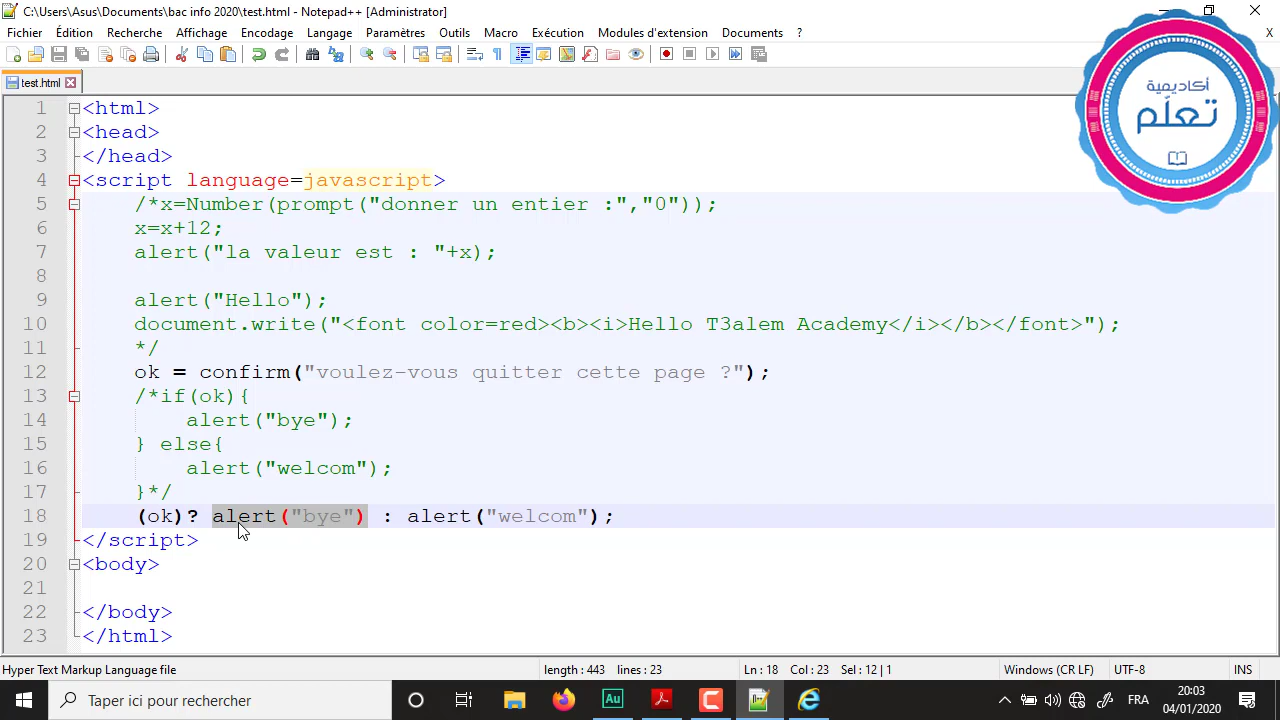 C:\Users\Asus\Documents\bac info 2020\test.html - Notepad++ [Administrator]
Fichier Édition Recherche Affichage Encodage Langage Paramètres Outils Macro Exécution Modules d'extension Documents ? X
test.html
أكاديمية
تعلّم
1 <html>
2 <head>
3 </head>
4 <script language=javascript>
5 /*x=Number(prompt("donner un entier :","0"));
6 x=x+12;
7 alert("la valeur est : "+x);
8
9 alert("Hello");
10 document.write("<font color=red><b><i>Hello T3alem Academy</i></b></font>");
11 */
12 ok = confirm("voulez-vous quitter cette page ?");
13 /*if(ok){
14 alert("bye");
15 } else{
16 alert("welcom");
17 }*/
18 (ok)? alert("bye") : alert("welcom");
19 </script>
20 <body>
21
22 </body>
23 </html>
Hyper Text Markup Language file length : 443 lines : 23 Ln : 18 Col : 23 Sel : 12 | 1 Windows (CR LF) UTF-8 INS
Taper ici pour rechercher Au FRA 20:03
04/01/2020